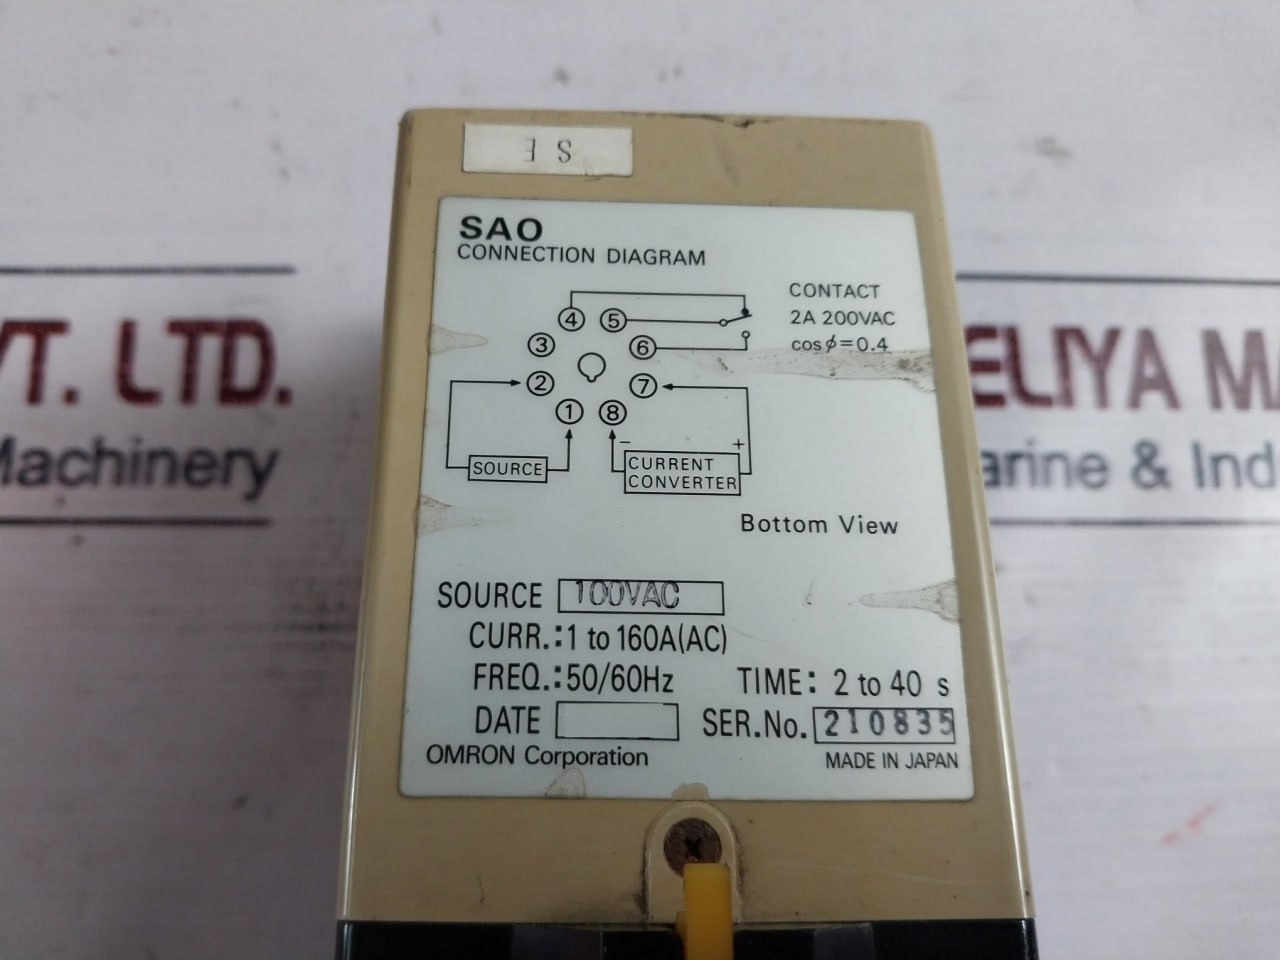 3 S
SAO
CONNECTION DIAGRAM
CONTACT
2A 200VAC
cosϕ=0.4
④ ⑤
③ ⑥
② ⑦
① ⑧
- +
SOURCE
CURRENT
CONVERTER
Bottom View
SOURCE 100VAC
CURR.:1 to 160A(AC)
FREQ.:50/60Hz TIME: 2 to 40 s
DATE SER.No. 210835
OMRON Corporation MADE IN JAPAN
VT. LTD.
Machinery
ELIYA MA
arine & Ind